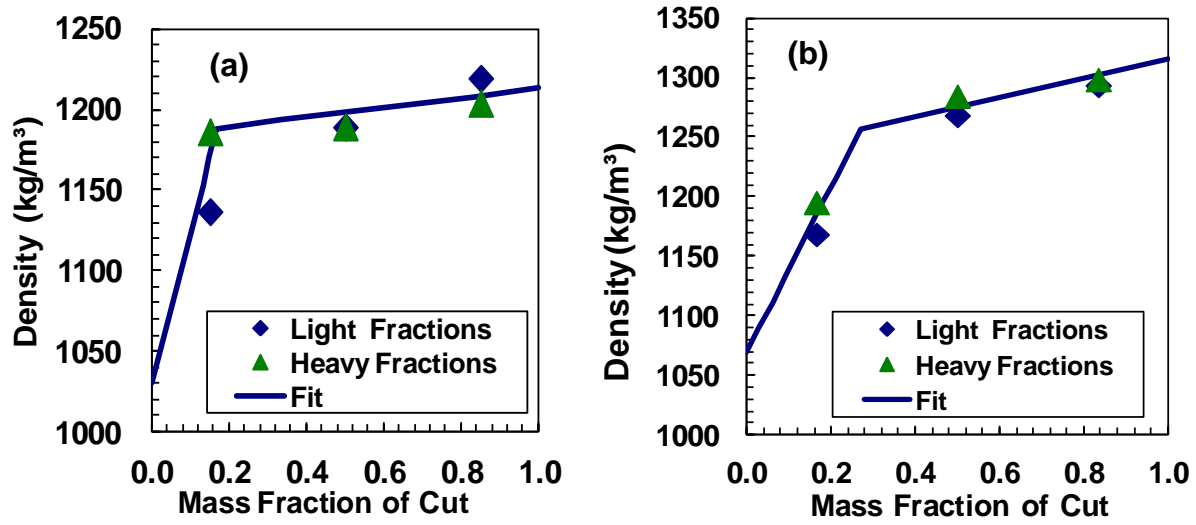 (a)
Density (kg/m³)
1250
1200
1150
1100
1050
1000
Light Fractions
Heavy Fractions
Fit
0.0 0.2 0.4 0.6 0.8 1.0
Mass Fraction of Cut
(b)
Density (kg/m³)
1350
1300
1250
1200
1150
1100
1050
1000
Light Fractions
Heavy Fractions
Fit
0.0 0.2 0.4 0.6 0.8 1.0
Mass Fraction of Cut